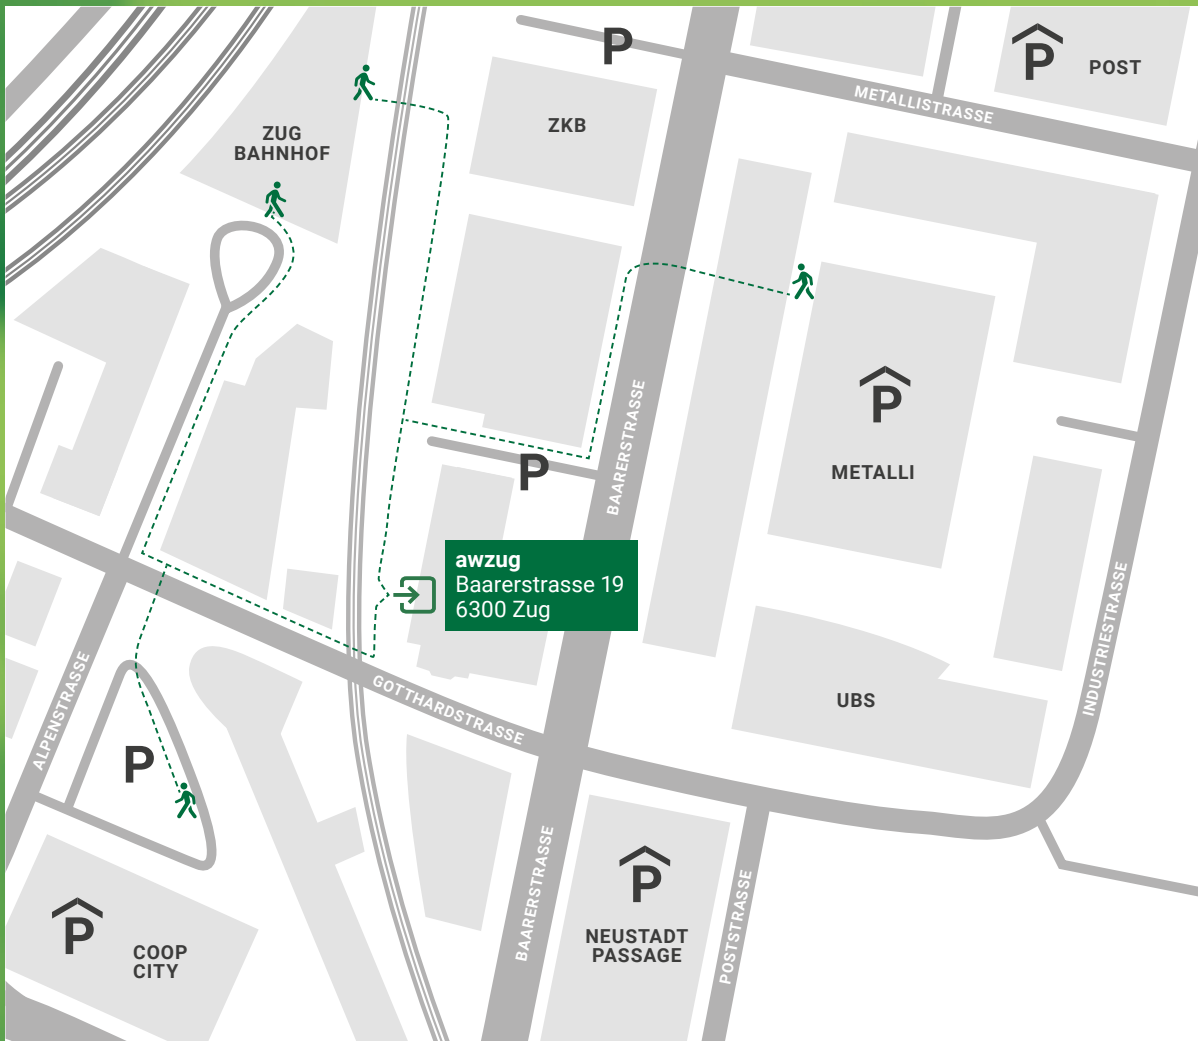 P
P
POST
METALLISTRASSE
ZKB
ZUG
BAHNHOF
P
METALLI
BAARERSTRASSE
P
awzug
Baarerstrasse 19
6300 Zug
INDUSTRIESTRASSE
ALPENSTRASSE
GOTTHARDSTRASSE
UBS
P
BAARERSTRASSE
P
NEUSTADT
PASSAGE
POSTSTRASSE
P
COOP
CITY